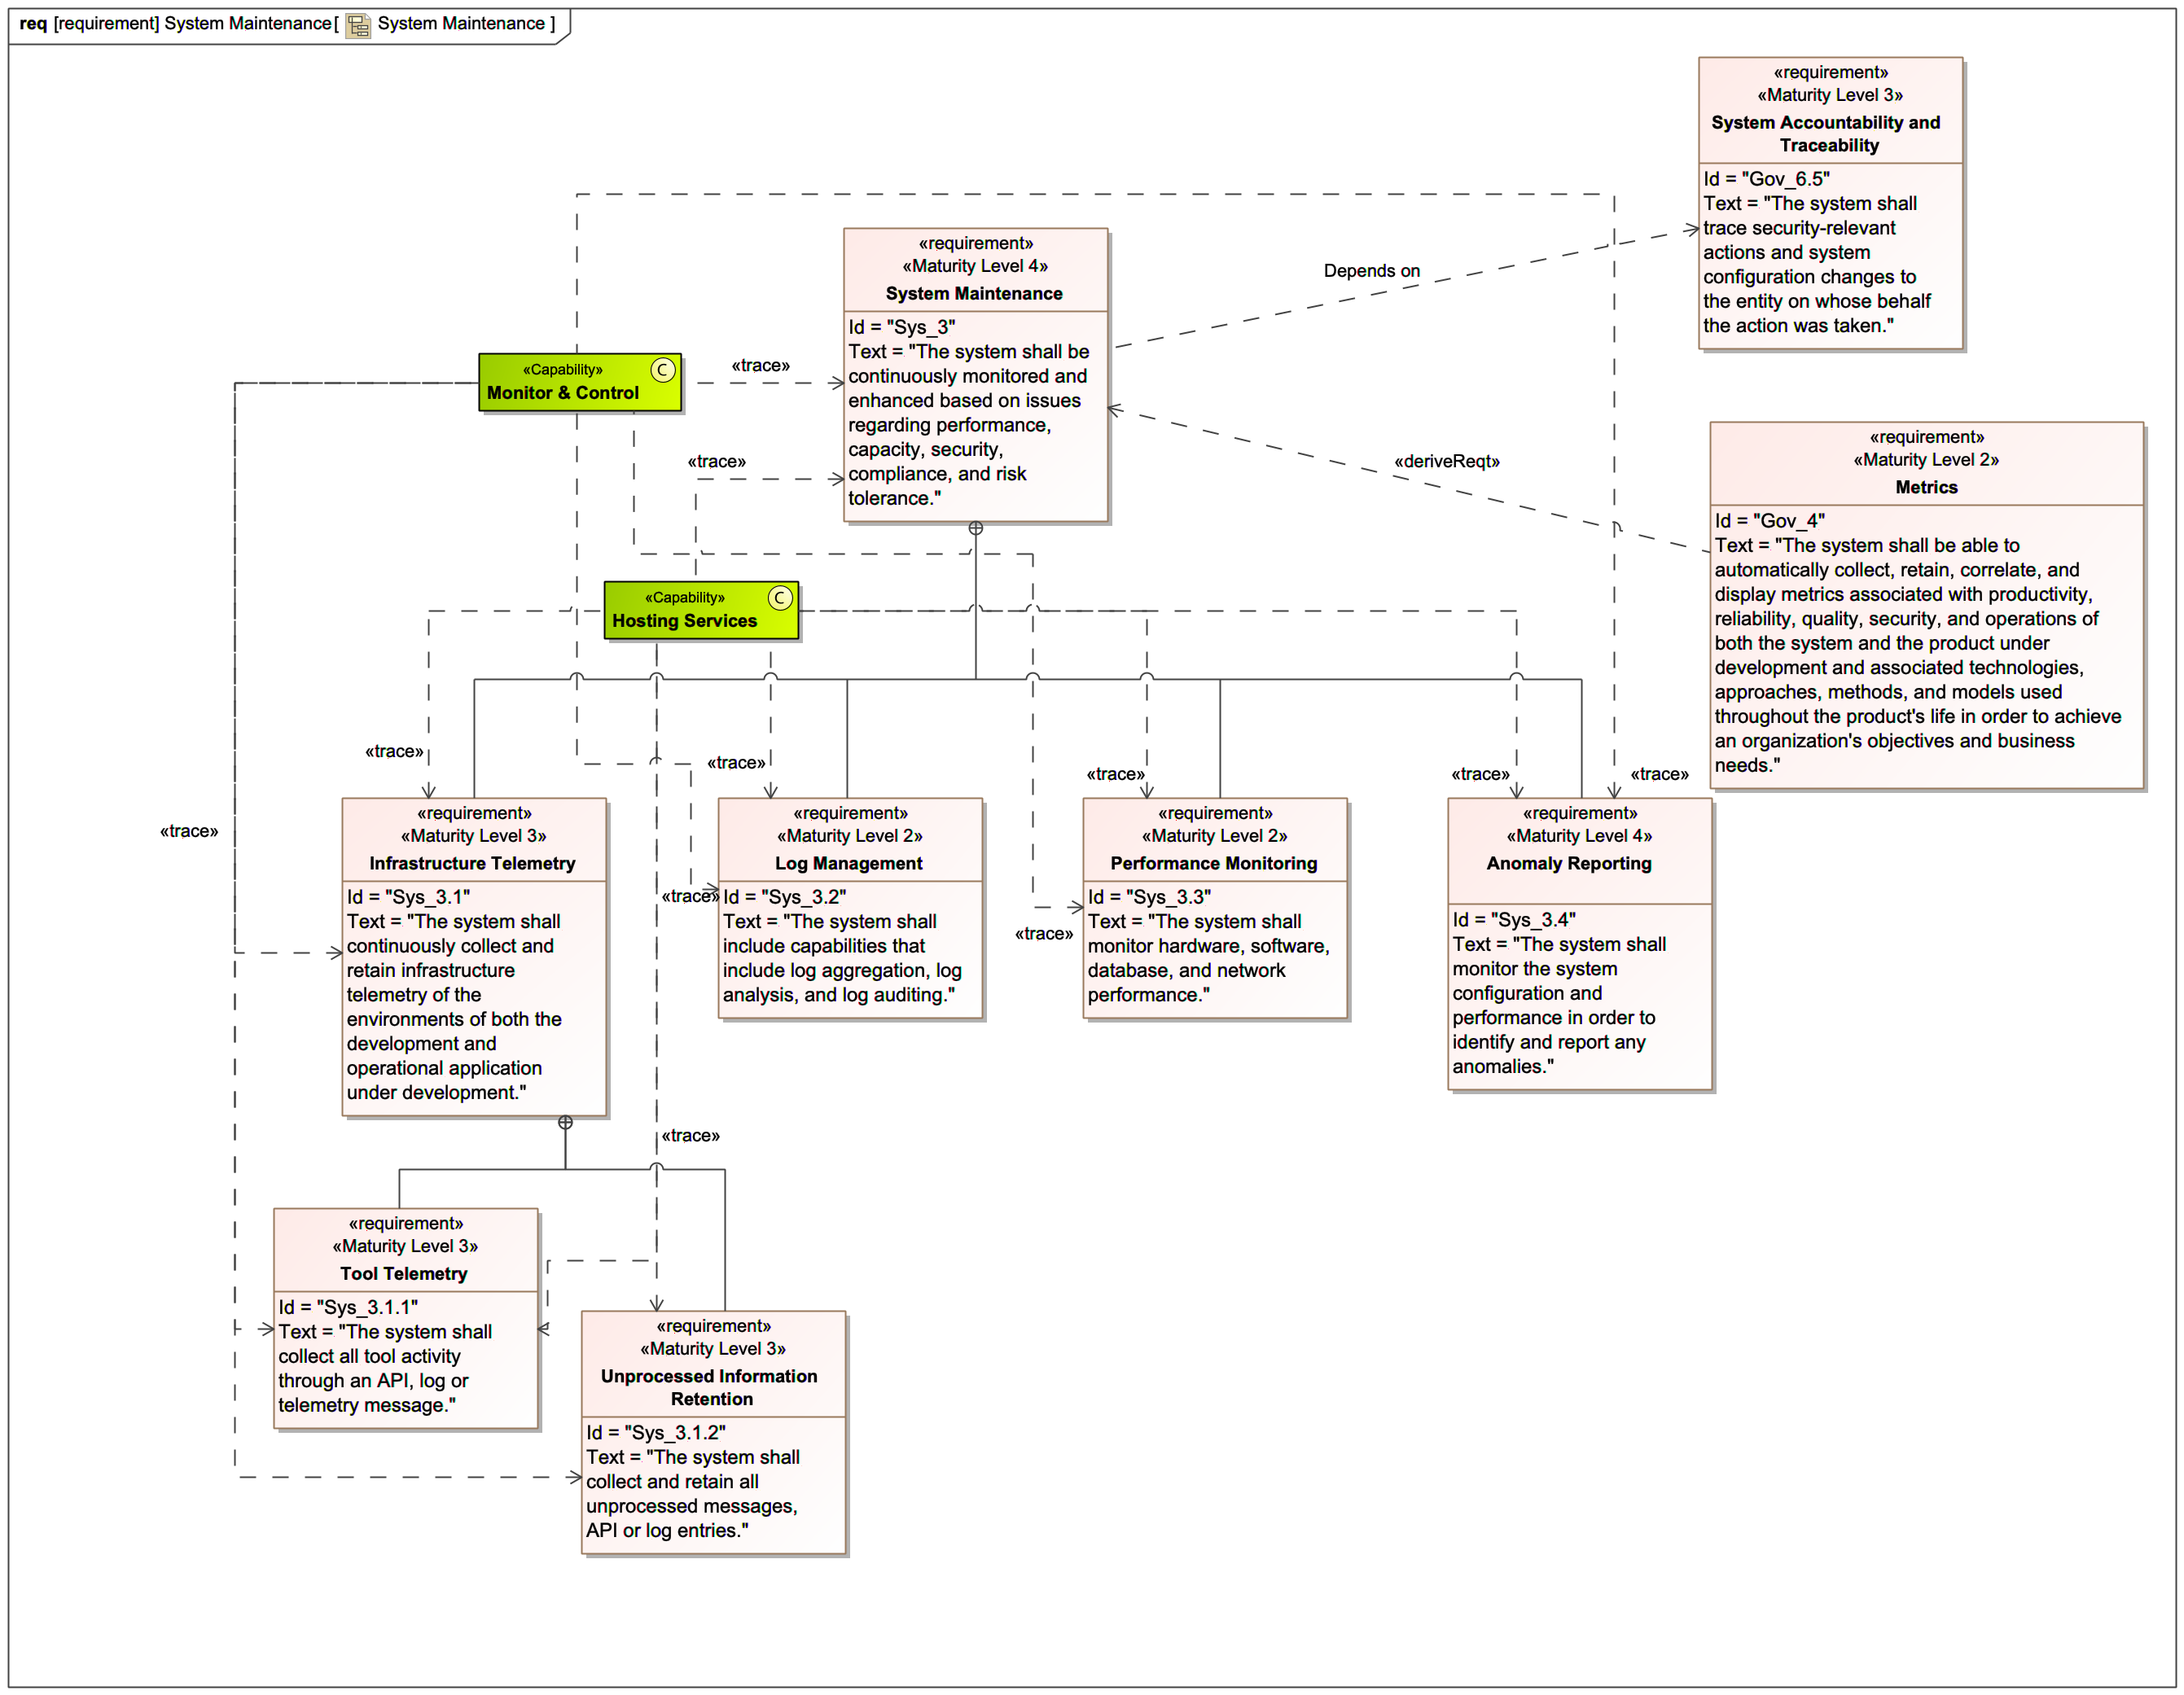 req [requirement] System Maintenance [ System Maintenance ]
«requirement»
«Maturity Level 3»
System Accountability and
Traceability
Id = "Gov_6.5"
Text = "The system shall
trace security-relevant
actions and system
configuration changes to
the entity on whose behalf
the action was taken."
«requirement»
«Maturity Level 4»
System Maintenance
Id = "Sys_3"
Text = "The system shall be
continuously monitored and
enhanced based on issues
regarding performance,
capacity, security,
compliance, and risk
tolerance."
Depends on
«Capability»
C
Monitor & Control
«trace»
«trace»
«deriveReqt»
«requirement»
«Maturity Level 2»
Metrics
Id = "Gov_4"
Text = "The system shall be able to
automatically collect, retain, correlate, and
display metrics associated with productivity,
reliability, quality, security, and operations of
both the system and the product under
development and associated technologies,
approaches, methods, and models used
throughout the product's life in order to achieve
an organization's objectives and business
needs."
«Capability»
C
Hosting Services
«trace»
«trace»
«trace»
«trace»
«trace»
«trace»
«requirement»
«Maturity Level 3»
Infrastructure Telemetry
Id = "Sys_3.1"
Text = "The system shall
continuously collect and
retain infrastructure
telemetry of the
environments of both the
development and
operational application
under development."
«trace»
«requirement»
«Maturity Level 2»
Log Management
Id = "Sys_3.2"
Text = "The system shall
include capabilities that
include log aggregation, log
analysis, and log auditing."
«trace»
«requirement»
«Maturity Level 2»
Performance Monitoring
Id = "Sys_3.3"
Text = "The system shall
monitor hardware, software,
database, and network
performance."
«requirement»
«Maturity Level 4»
Anomaly Reporting
Id = "Sys_3.4"
Text = "The system shall
monitor the system
configuration and
performance in order to
identify and report any
anomalies."
«trace»
«requirement»
«Maturity Level 3»
Tool Telemetry
Id = "Sys_3.1.1"
Text = "The system shall
collect all tool activity
through an API, log or
telemetry message."
«requirement»
«Maturity Level 3»
Unprocessed Information
Retention
Id = "Sys_3.1.2"
Text = "The system shall
collect and retain all
unprocessed messages,
API or log entries."